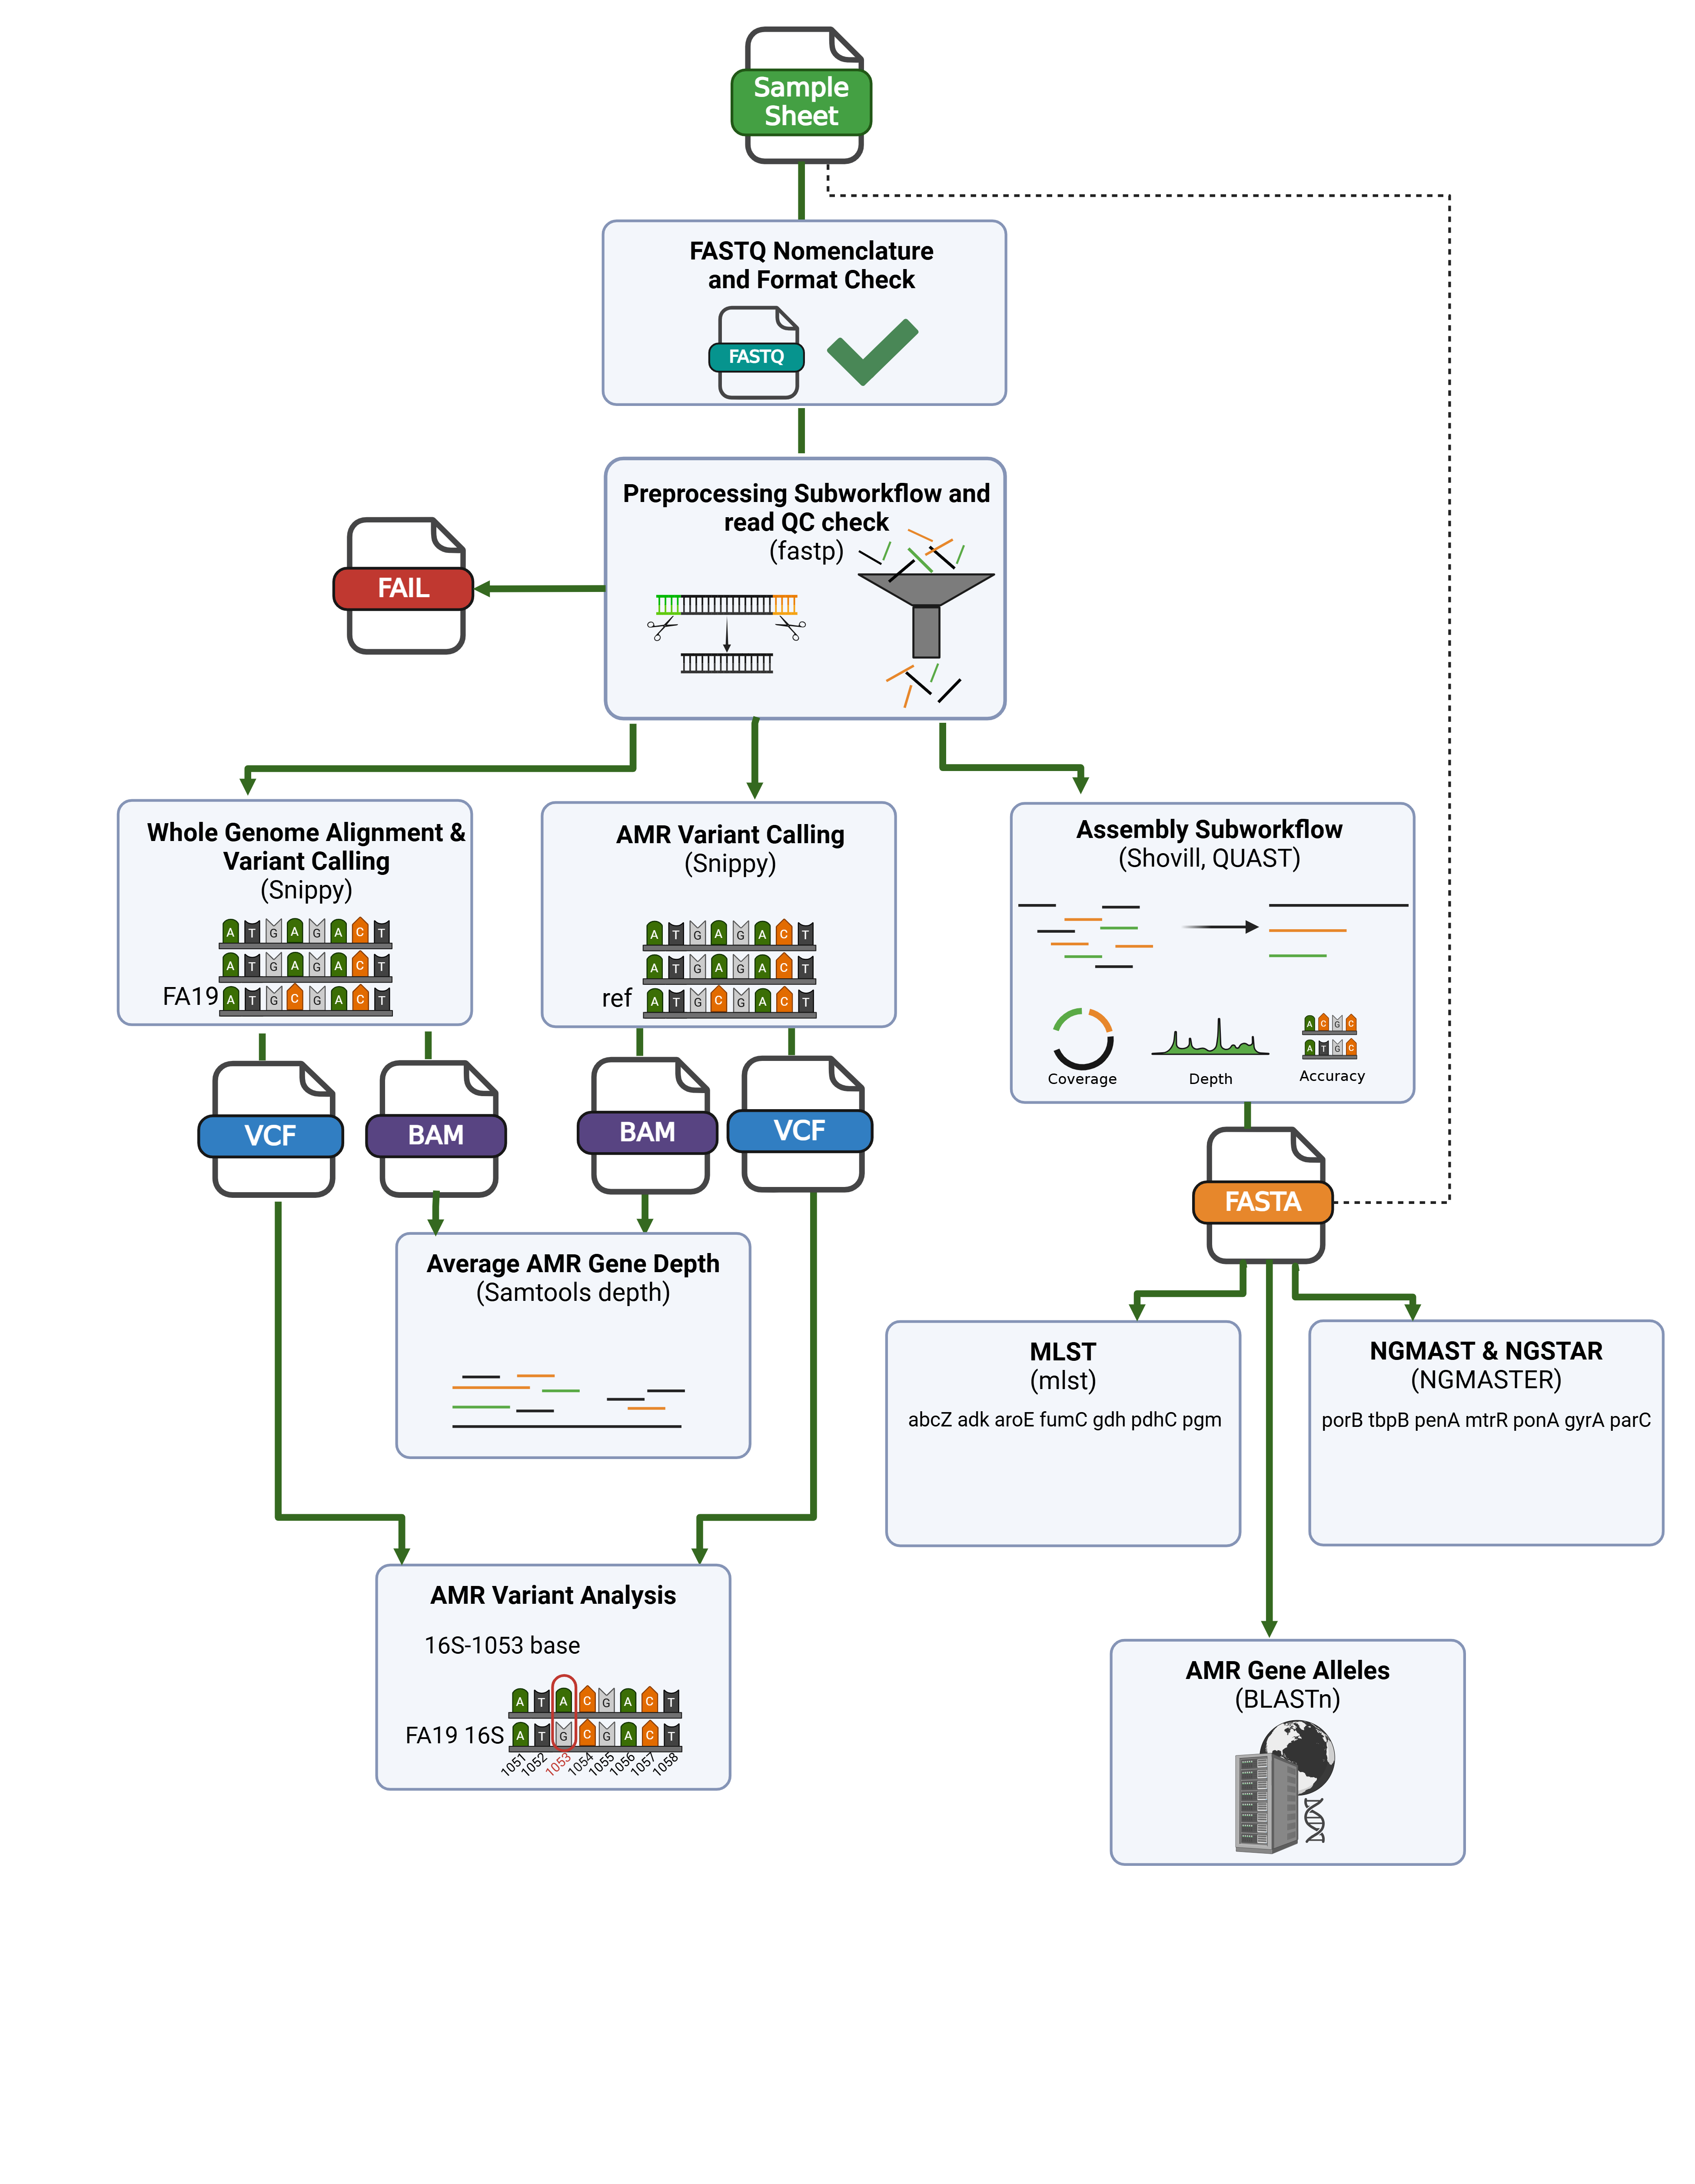 Sample
Sheet
FASTQ Nomenclature
and Format Check
FASTQ
Preprocessing Subworkflow and
read QC check
(fastp)
FAIL
Whole Genome Alignment &
Variant Calling
(Snippy)
A T G A G A C T
A T G A G A C T
FA19 A T G C G A C T
AMR Variant Calling
(Snippy)
A T G A G A C T
A T G A G A C T
ref A T G C G A C T
Assembly Subworkflow
(Shovill, QUAST)
A C G C
A T G C
Coverage Depth Accuracy
VCF
BAM
BAM
VCF
FASTA
Average AMR Gene Depth
(Samtools depth)
MLST
(mlst)
abcZ adk aroE fumC gdh pdhC pgm
NGMAST & NGSTAR
(NGMASTER)
porB tbpB penA mtrR ponA gyrA parC
AMR Variant Analysis
16S-1053 base
A T A C G A C T
FA19 16S A T G C G A C T
1051 1052 1053 1054 1055 1056 1057 1058
AMR Gene Alleles
(BLASTn)